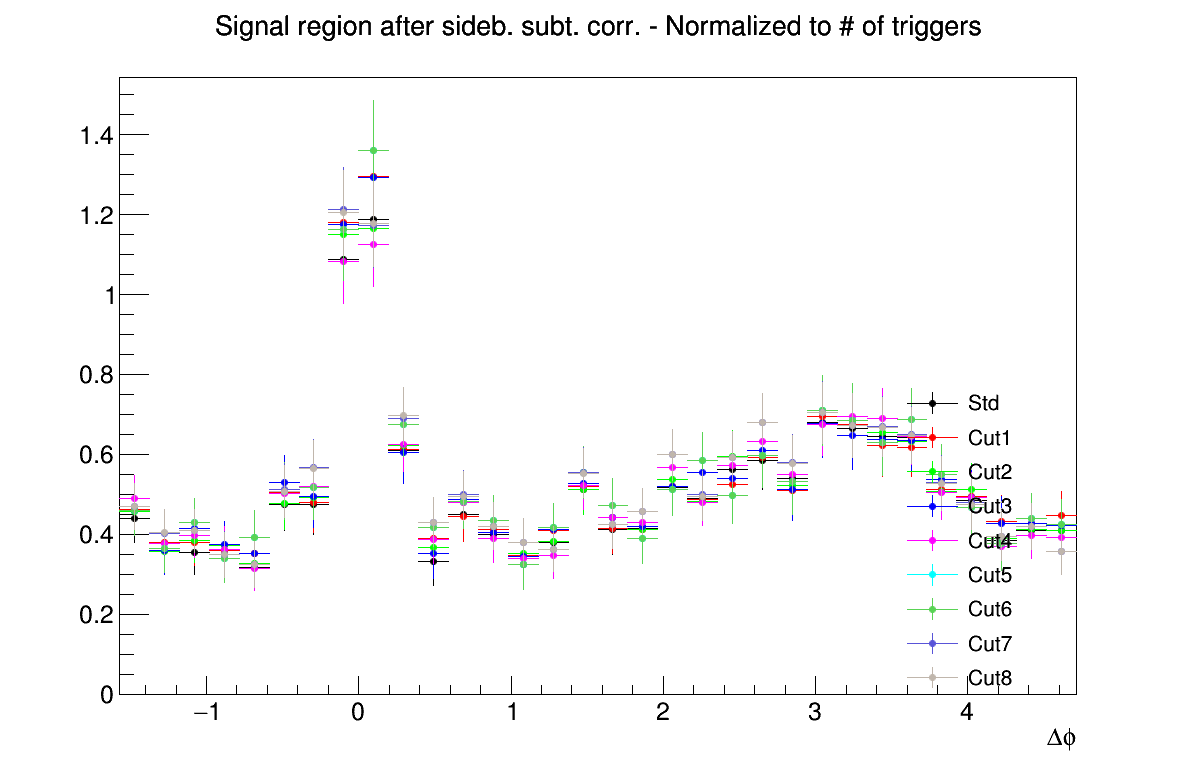 Signal region after sideb. subt. corr. - Normalized to # of triggers
1.4
1.2
1
0.8
0.6
0.4
0.2
0
Std
Cut1
Cut2
Cut3
Cut4
Cut5
Cut6
Cut7
Cut8
−1 0 1 2 3 4
Δϕ